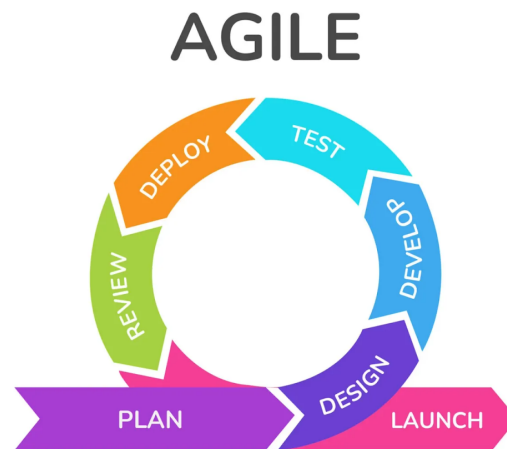 AGILE
PLAN
DESIGN
DEVELOP
TEST
DEPLOY
REVIEW
LAUNCH